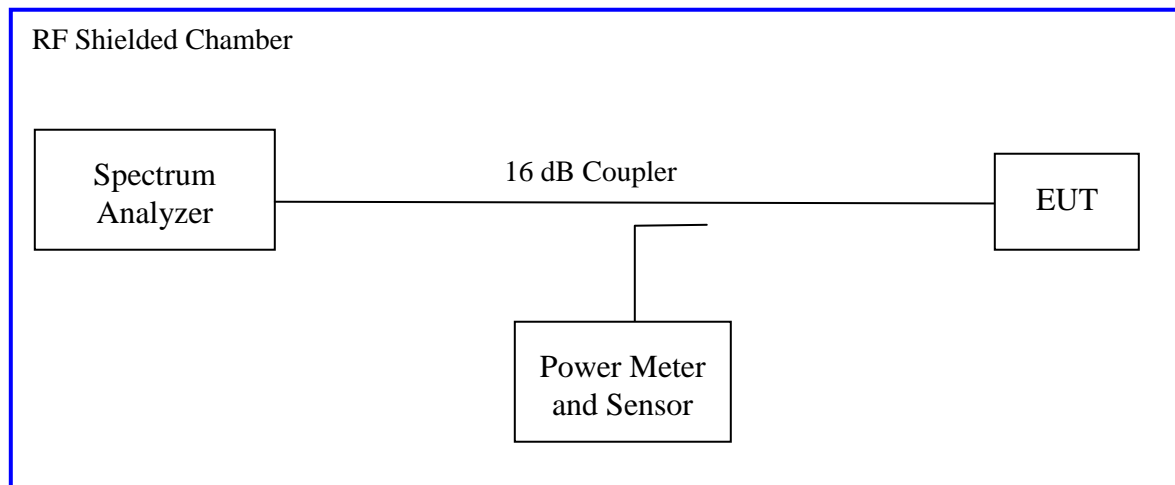 RF Shielded Chamber
Spectrum
Analyzer
16 dB Coupler
EUT
Power Meter
and Sensor